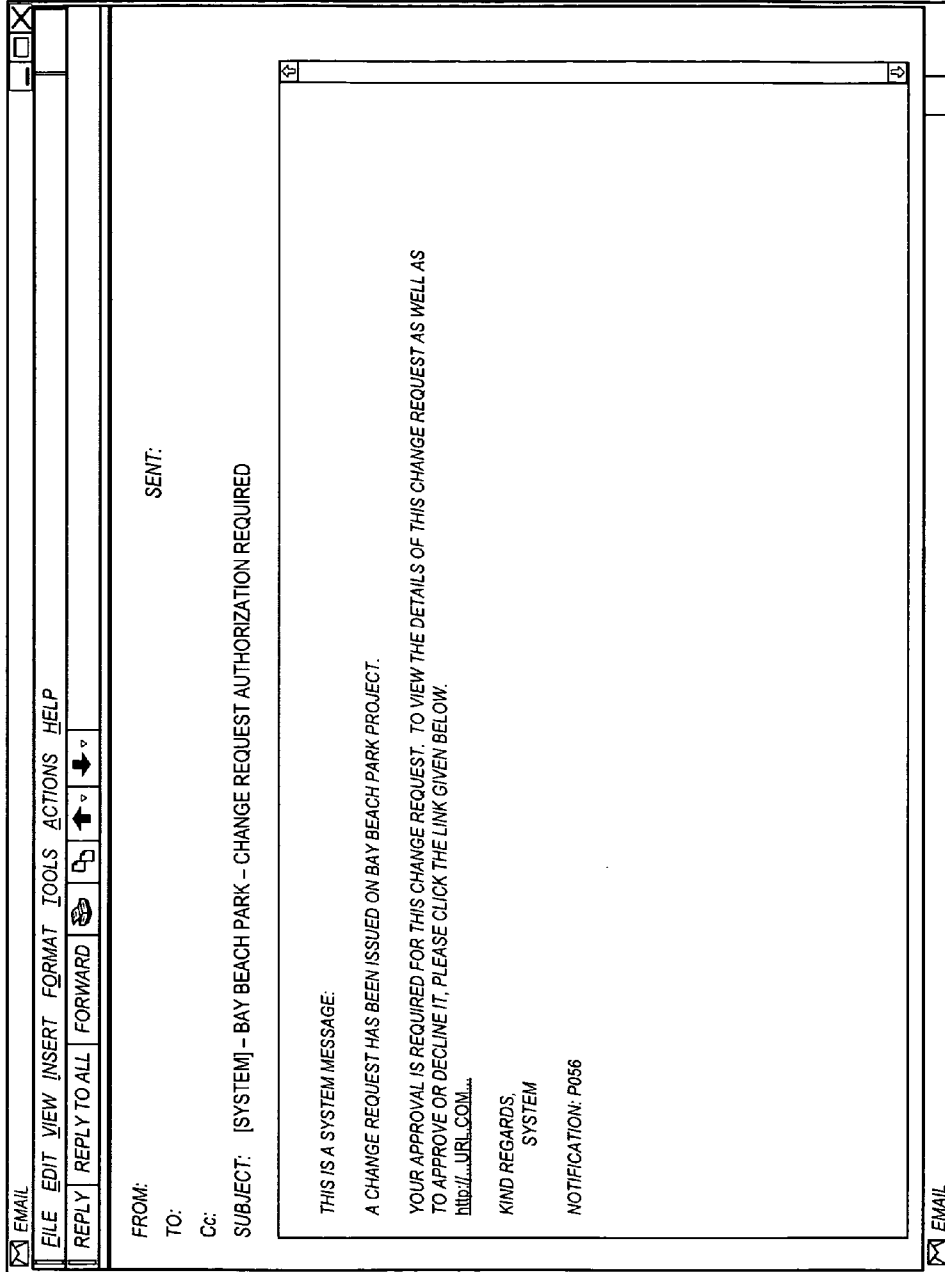 EMAIL
FILE EDIT VIEW INSERT FORMAT TOOLS ACTIONS HELP
REPLY REPLY TO ALL FORWARD
FROM:
SENT:
TO:
Cc:
SUBJECT: [SYSTEM] – BAY BEACH PARK – CHANGE REQUEST AUTHORIZATION REQUIRED
THIS IS A SYSTEM MESSAGE:
A CHANGE REQUEST HAS BEEN ISSUED ON BAY BEACH PARK PROJECT.
YOUR APPROVAL IS REQUIRED FOR THIS CHANGE REQUEST. TO VIEW THE DETAILS OF THIS CHANGE REQUEST AS WELL AS
TO APPROVE OR DECLINE IT, PLEASE CLICK THE LINK GIVEN BELOW.
http://...URL.COM...
KIND REGARDS,
SYSTEM
NOTIFICATION: P056
EMAIL